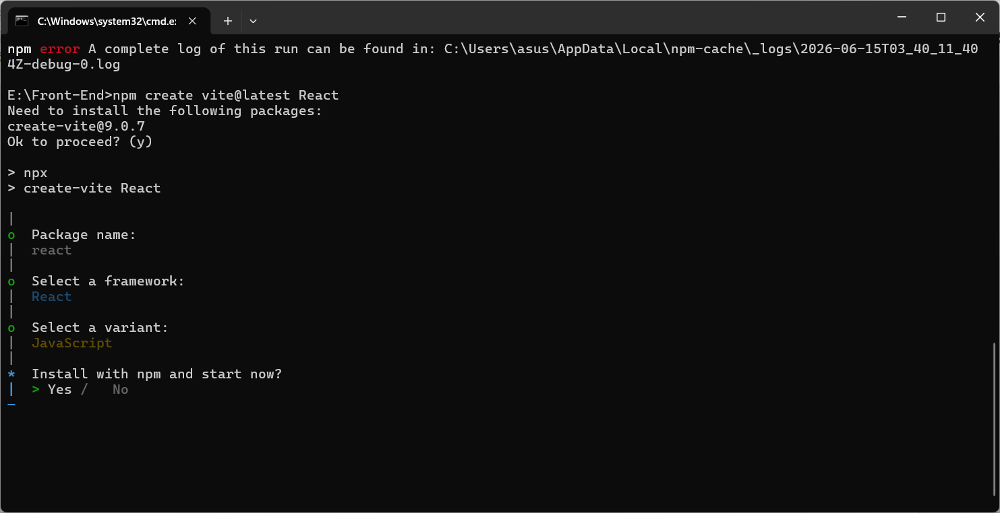 C:\Windows\system32\cmd.e
npm error A complete log of this run can be found in: C:\Users\asus\AppData\Local\npm-cache\_logs\2026-06-15T03_40_11_40
4Z-debug-0.log
E:\Front-End>npm create vite@latest React
Need to install the following packages:
create-vite@9.0.7
Ok to proceed? (y)
> npx
> create-vite React
|
o  Package name:
|  react
|
o  Select a framework:
|  React
|
o  Select a variant:
|  JavaScript
|
*  Install with npm and start now?
|  > Yes /   No
—